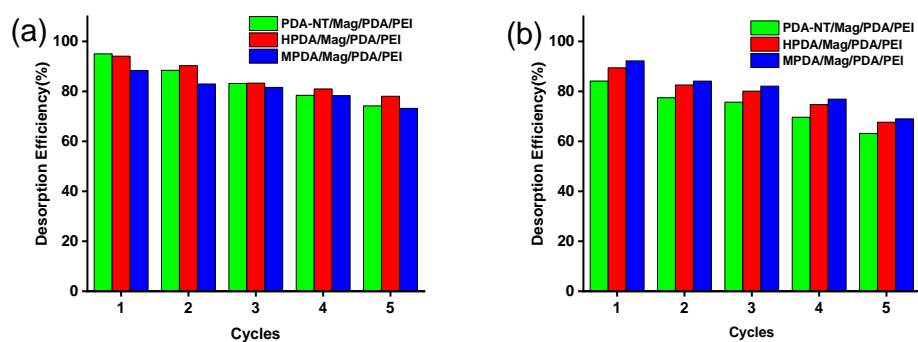 (a)
PDA-NT/Mag/PDA/PEI
HPDA/Mag/PDA/PEI
MPDA/Mag/PDA/PEI
100
80
60
40
20
0
Desorption Efficiency(%)
1 2 3 4 5
Cycles
(b)
PDA-NT/Mag/PDA/PEI
HPDA/Mag/PDA/PEI
MPDA/Mag/PDA/PEI
100
80
60
40
20
0
Desorption Efficiency(%)
1 2 3 4 5
Cycles